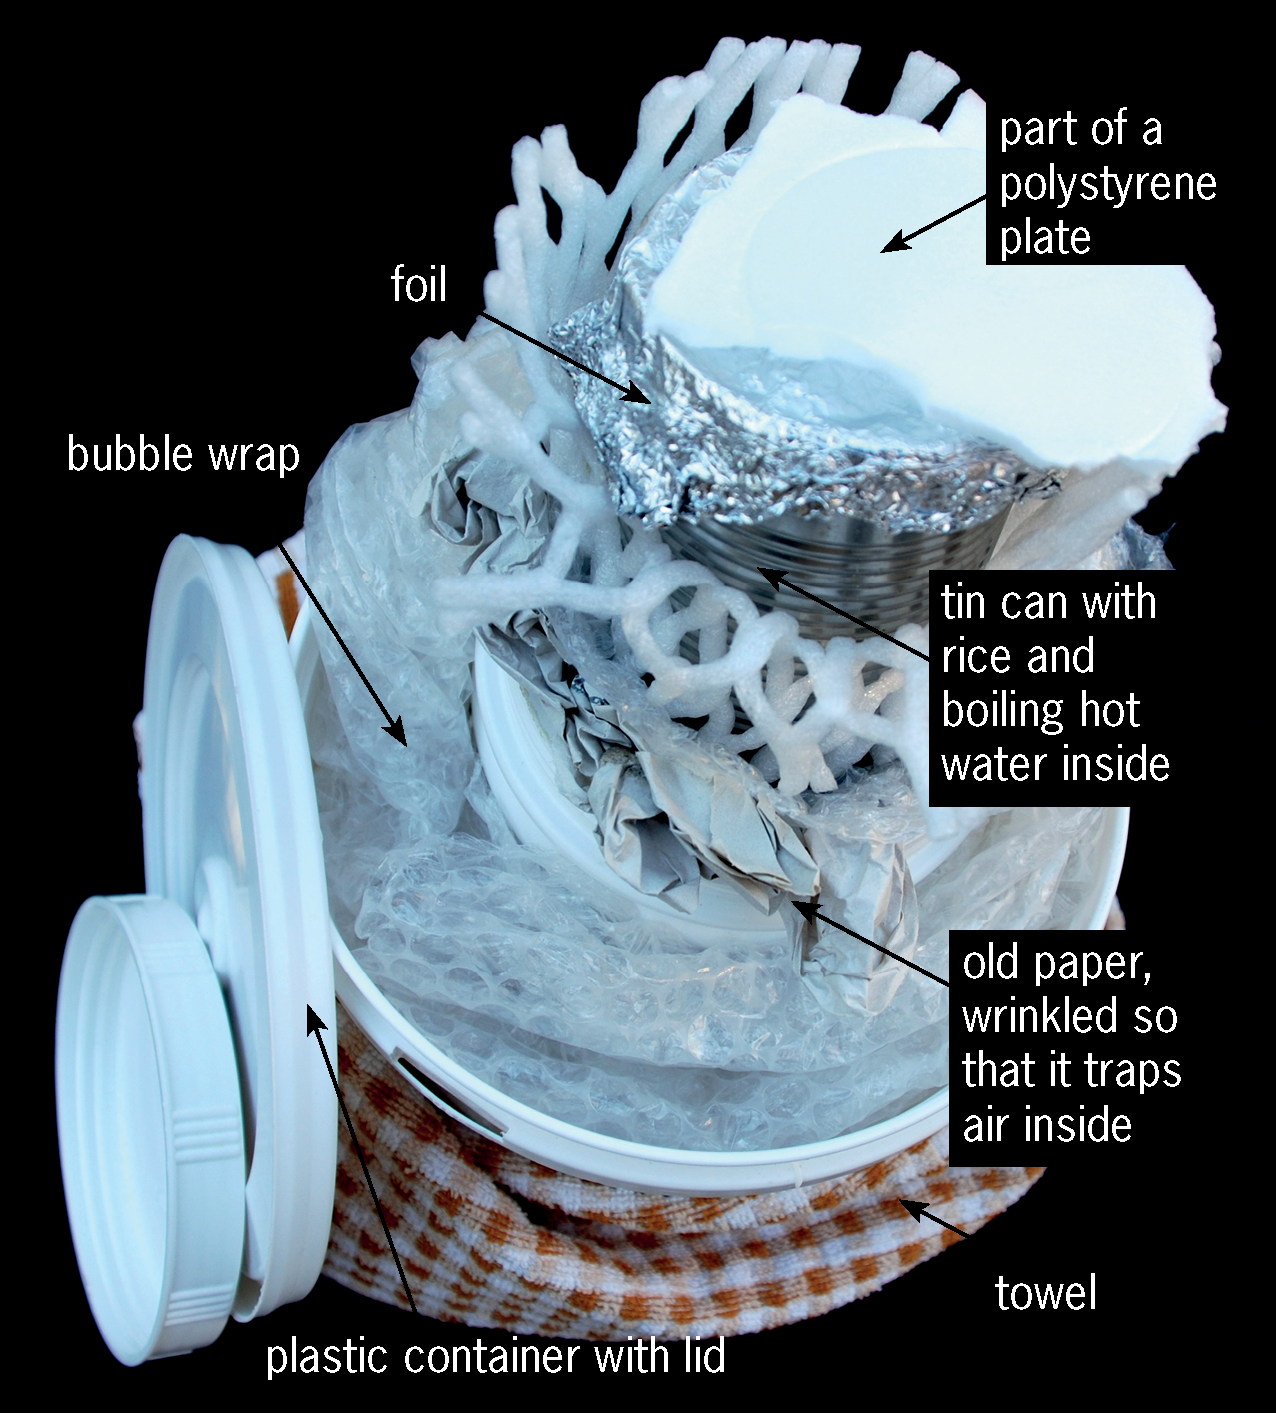 part of a
polystyrene
plate
foil
bubble wrap
tin can with
rice and
boiling hot
water inside
old paper,
wrinkled so
that it traps
air inside
towel
plastic container with lid